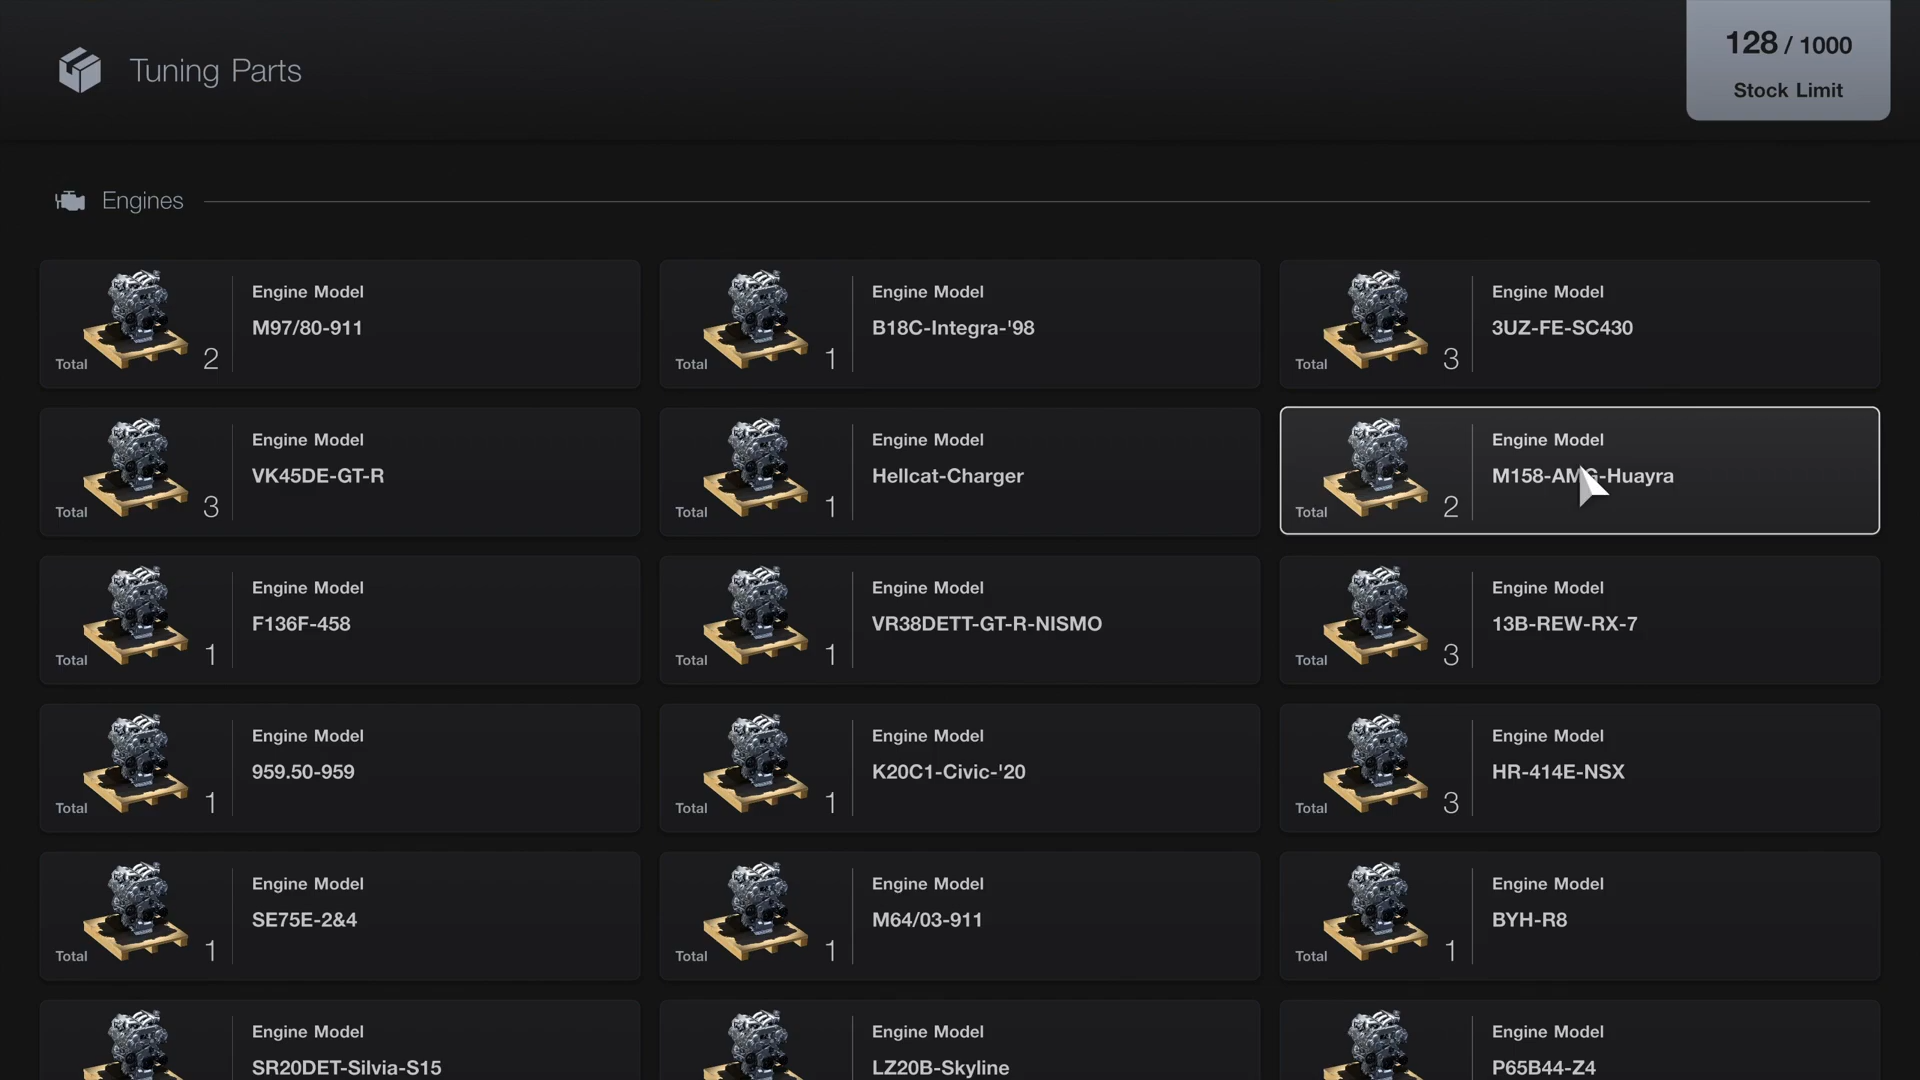 Tuning Parts
128 / 1000
Stock Limit
Engines
Engine Model
M97/80-911
Total 2
Engine Model
B18C-Integra-'98
Total 1
Engine Model
3UZ-FE-SC430
Total 3
Engine Model
VK45DE-GT-R
Total 3
Engine Model
Hellcat-Charger
Total 1
Engine Model
M158-AMG-Huayra
Total 2
Engine Model
F136F-458
Total 1
Engine Model
VR38DETT-GT-R-NISMO
Total 1
Engine Model
13B-REW-RX-7
Total 3
Engine Model
959.50-959
Total 1
Engine Model
K20C1-Civic-'20
Total 1
Engine Model
HR-414E-NSX
Total 3
Engine Model
SE75E-2&4
Total 1
Engine Model
M64/03-911
Total 1
Engine Model
BYH-R8
Total 1
Engine Model
SR20DET-Silvia-S15
Engine Model
LZ20B-Skyline
Engine Model
P65B44-Z4